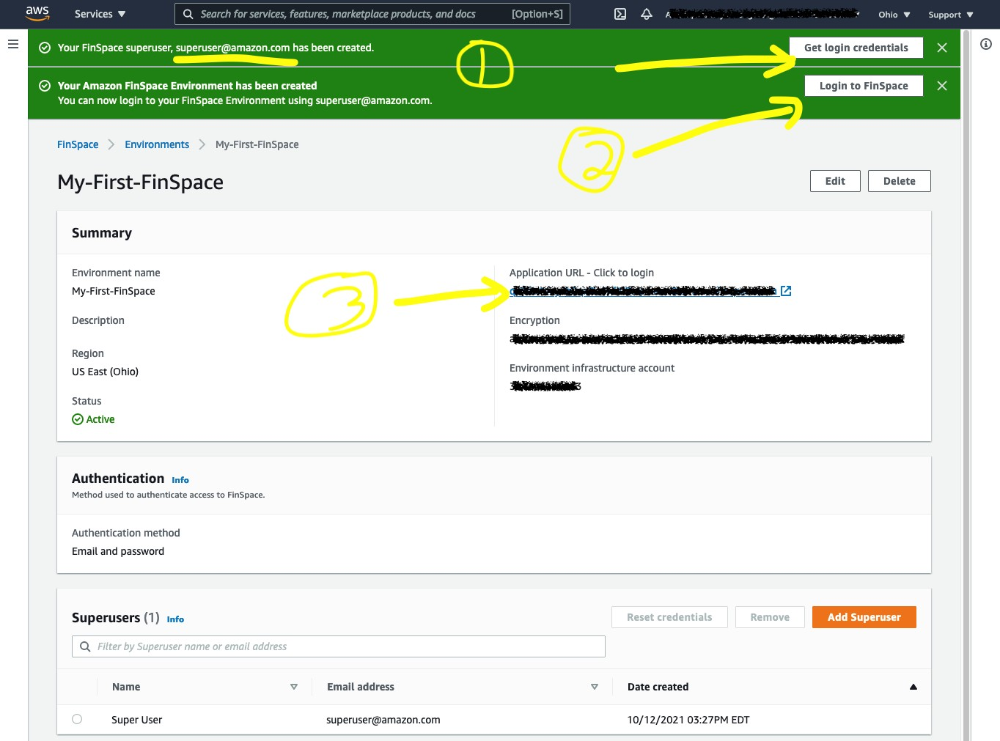 aws
Services
Search for services, features, marketplace products, and docs [Option+S]
Ohio
Support
Your FinSpace superuser, superuser@amazon.com has been created.
Get login credentials
1
Your Amazon FinSpace Environment has been created
You can now login to your FinSpace Environment using superuser@amazon.com.
Login to FinSpace
2
FinSpace
Environments
My-First-FinSpace
My-First-FinSpace
Edit
Delete
Summary
Environment name
My-First-FinSpace
Description
Region
US East (Ohio)
Status
Active
3
Application URL - Click to login
Encryption
Environment infrastructure account
Authentication Info
Method used to authenticate access to FinSpace.
Authentication method
Email and password
Superusers (1) Info
Reset credentials
Remove
Add Superuser
Filter by Superuser name or email address
Name
Email address
Date created
Super User
superuser@amazon.com
10/12/2021 03:27PM EDT